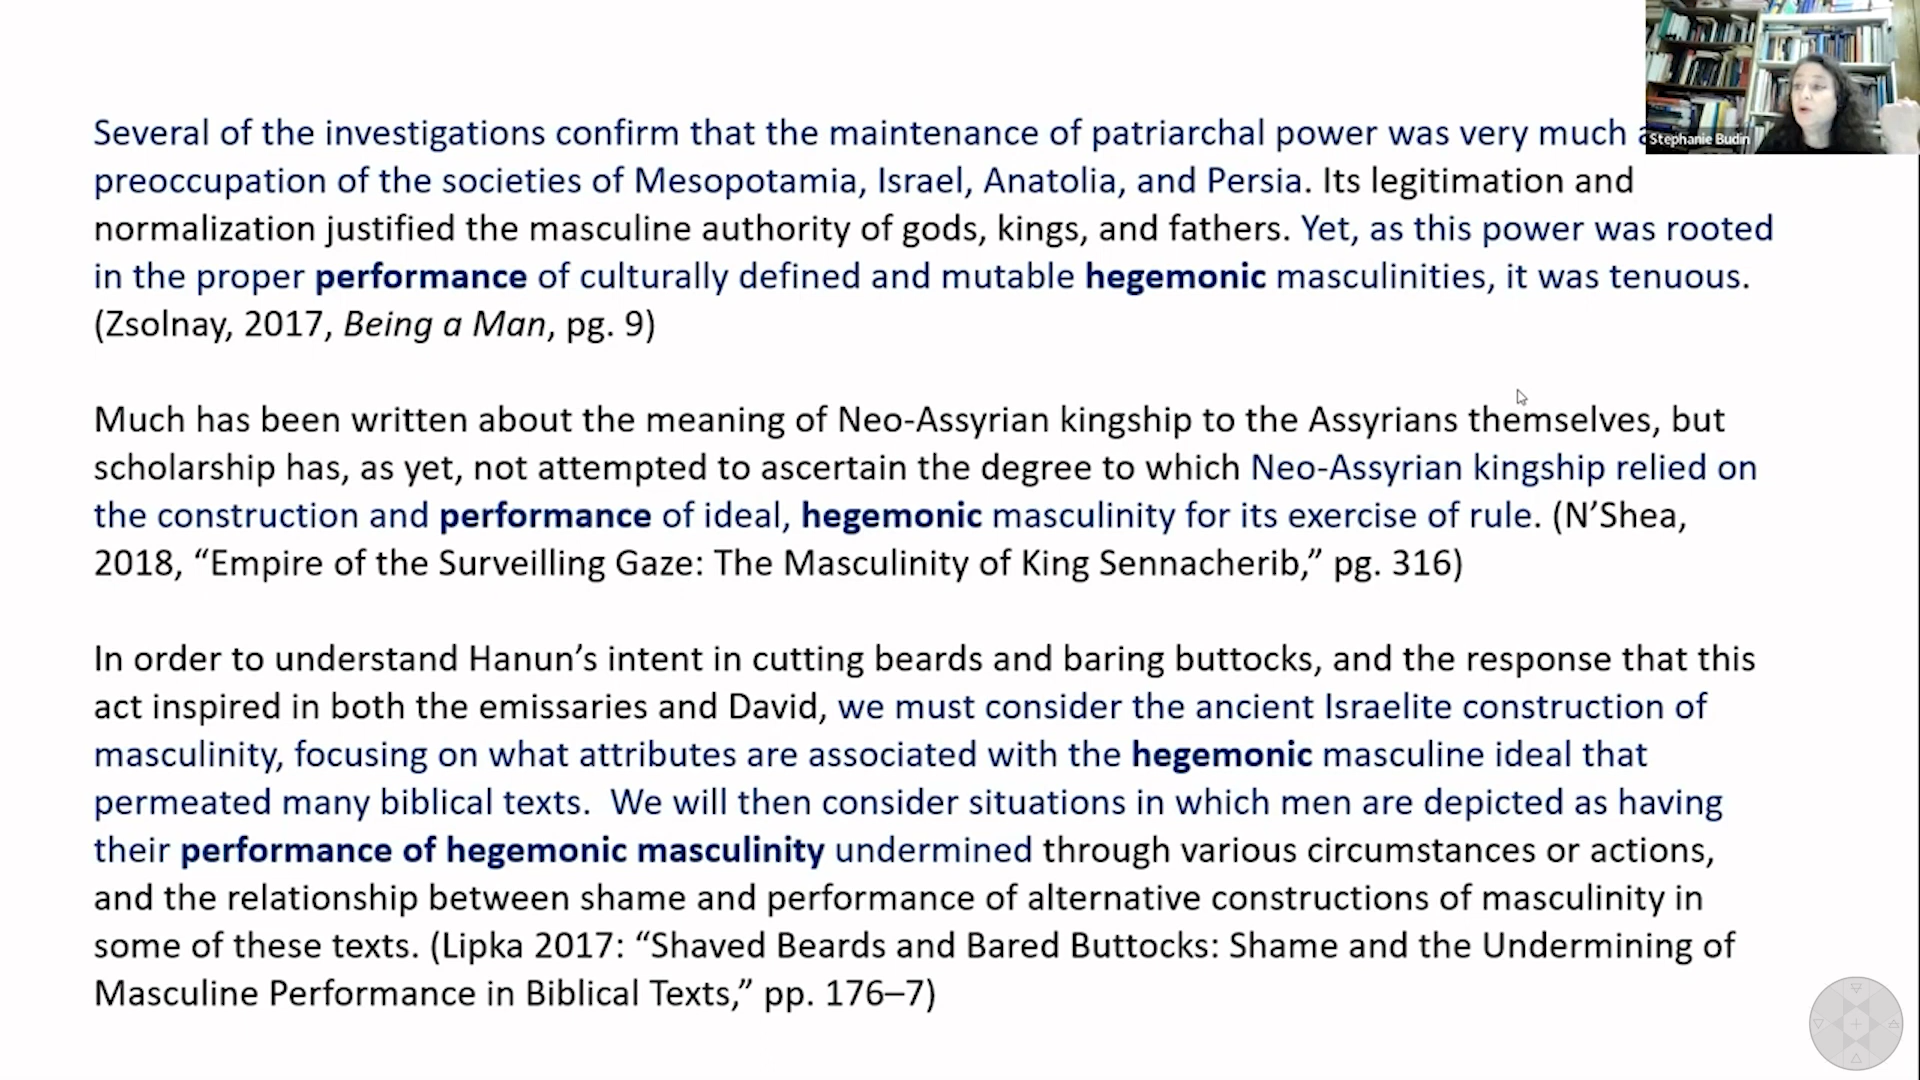 Several of the investigations confirm that the maintenance of patriarchal power was very much
preoccupation of the societies of Mesopotamia, Israel, Anatolia, and Persia. Its legitimation and
normalization justified the masculine authority of gods, kings, and fathers. Yet, as this power was rooted
in the proper performance of culturally defined and mutable hegemonic masculinities, it was tenuous.
(Zsolnay, 2017, Being a Man, pg. 9)
Much has been written about the meaning of Neo-Assyrian kingship to the Assyrians themselves, but
scholarship has, as yet, not attempted to ascertain the degree to which Neo-Assyrian kingship relied on
the construction and performance of ideal, hegemonic masculinity for its exercise of rule. (N’Shea,
2018, “Empire of the Surveilling Gaze: The Masculinity of King Sennacherib,” pg. 316)
In order to understand Hanun’s intent in cutting beards and baring buttocks, and the response that this
act inspired in both the emissaries and David, we must consider the ancient Israelite construction of
masculinity, focusing on what attributes are associated with the hegemonic masculine ideal that
permeated many biblical texts.  We will then consider situations in which men are depicted as having
their performance of hegemonic masculinity undermined through various circumstances or actions,
and the relationship between shame and performance of alternative constructions of masculinity in
some of these texts. (Lipka 2017: “Shaved Beards and Bared Buttocks: Shame and the Undermining of
Masculine Performance in Biblical Texts,” pp. 176–7)
Stephanie Budin